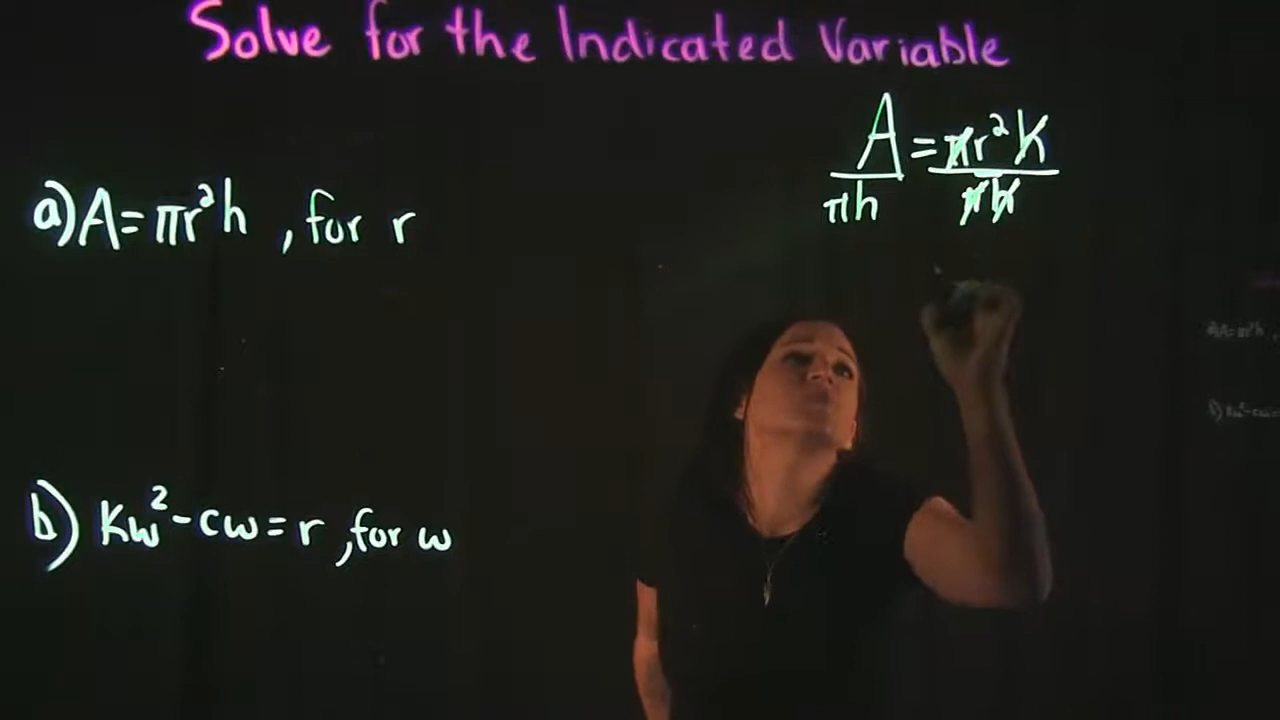 Solve for the Indicated Variable
a) A = πr²h , for r
A = πr²h
πh πh
b) Kw² - cw = r , for w